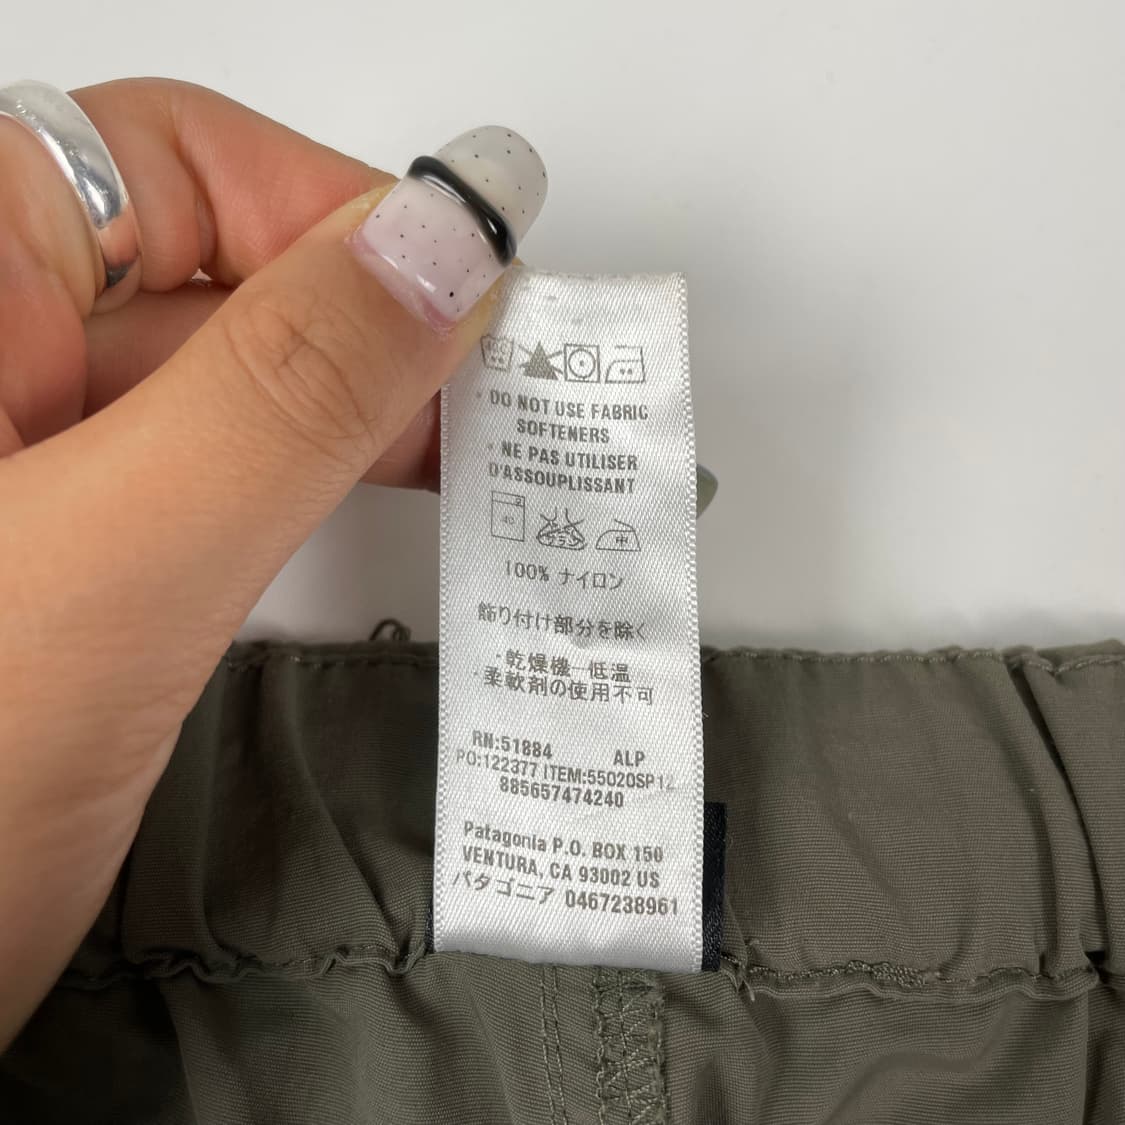 · DO NOT USE FABRIC
SOFTENERS
· NE PAS UTILISER
D'ASSOUPLISSANT
40
中
100% ナイロン
飾り付け部分を除く
·乾燥機—低温
·柔軟剤の使用不可
RN:51884 ALP
PO:122377 ITEM:55020SP12
885657474240
Patagonia P.O. BOX 150
VENTURA, CA 93002 US
パタゴニア 0467238961